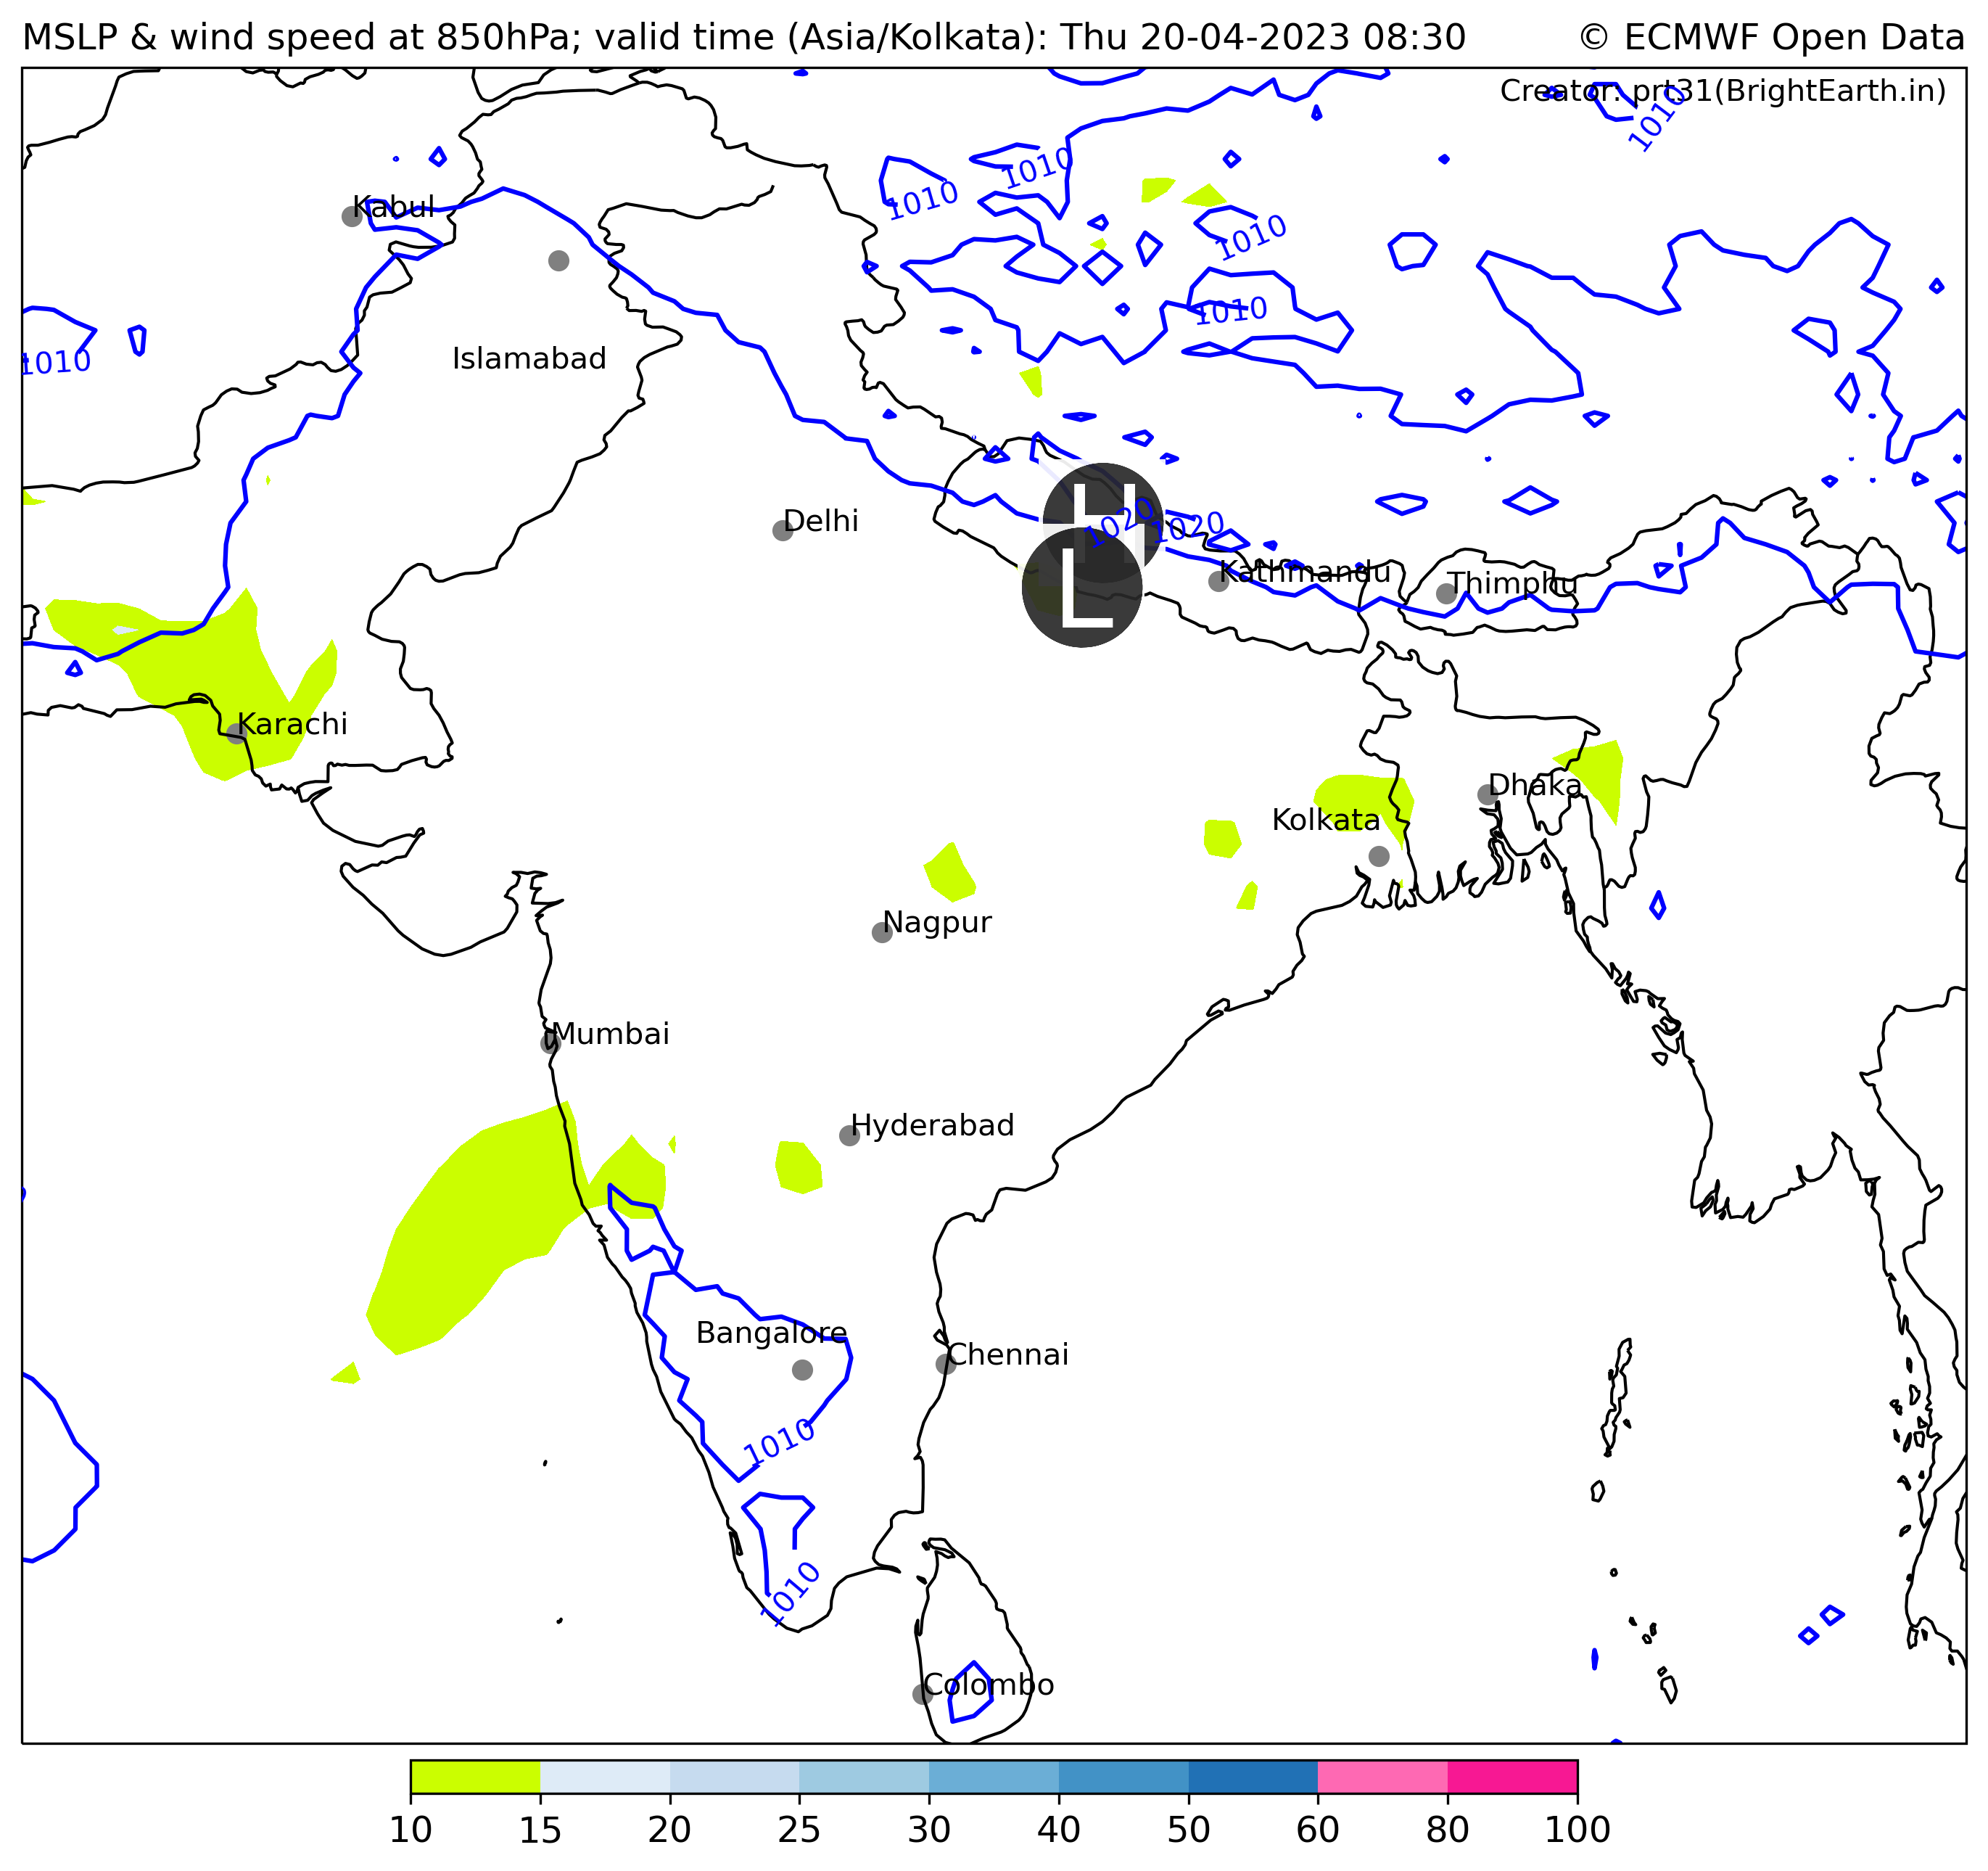 MSLP & wind speed at 850hPa; valid time (Asia/Kolkata): Thu 20-04-2023 08:30 © ECMWF Open Data
Creator: prt31(BrightEarth.in)
1010
1010
1010
Kabul
1010
1010
1010
Islamabad
H
Delhi
1020
1020
L
Kathmandu
Thimphu
Karachi
Dhaka
Kolkata
Nagpur
Mumbai
Hyderabad
Bangalore
Chennai
1010
1010
Colombo
10 15 20 25 30 40 50 60 80 100